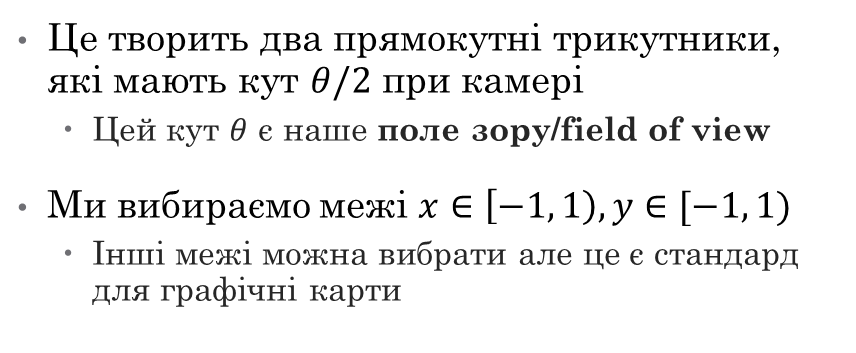 • Це творить два прямокутні трикутники,
які мають кут θ/2 при камері
• Цей кут θ є наше поле зору/field of view
• Ми вибираємо межі x ∈ [−1, 1), y ∈ [−1, 1)
• Інші межі можна вибрати але це є стандард
для графічні карти